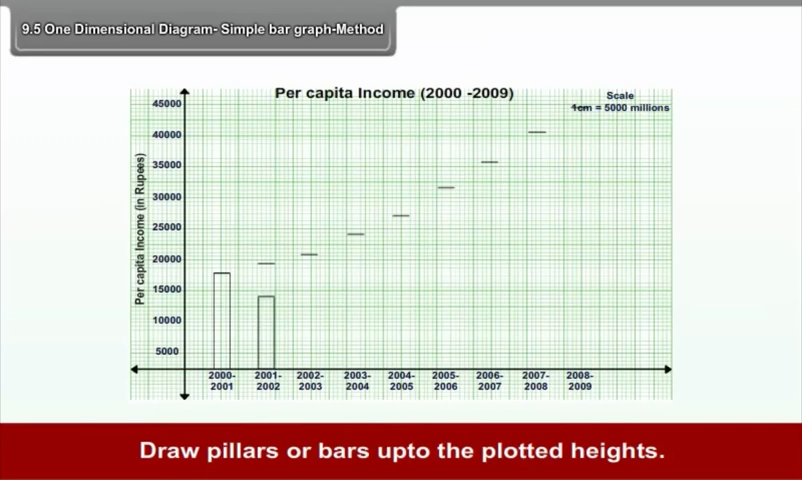 9.5 One Dimensional Diagram- Simple bar graph-Method
Per capita Income (2000 -2009)
Scale
1cm = 5000 millions
Per capita Income (in Rupees)
45000
40000
35000
30000
25000
20000
15000
10000
5000
2000- 2001- 2002- 2003- 2004- 2005- 2006- 2007- 2008-
2001 2002 2003 2004 2005 2006 2007 2008 2009
Draw pillars or bars upto the plotted heights.